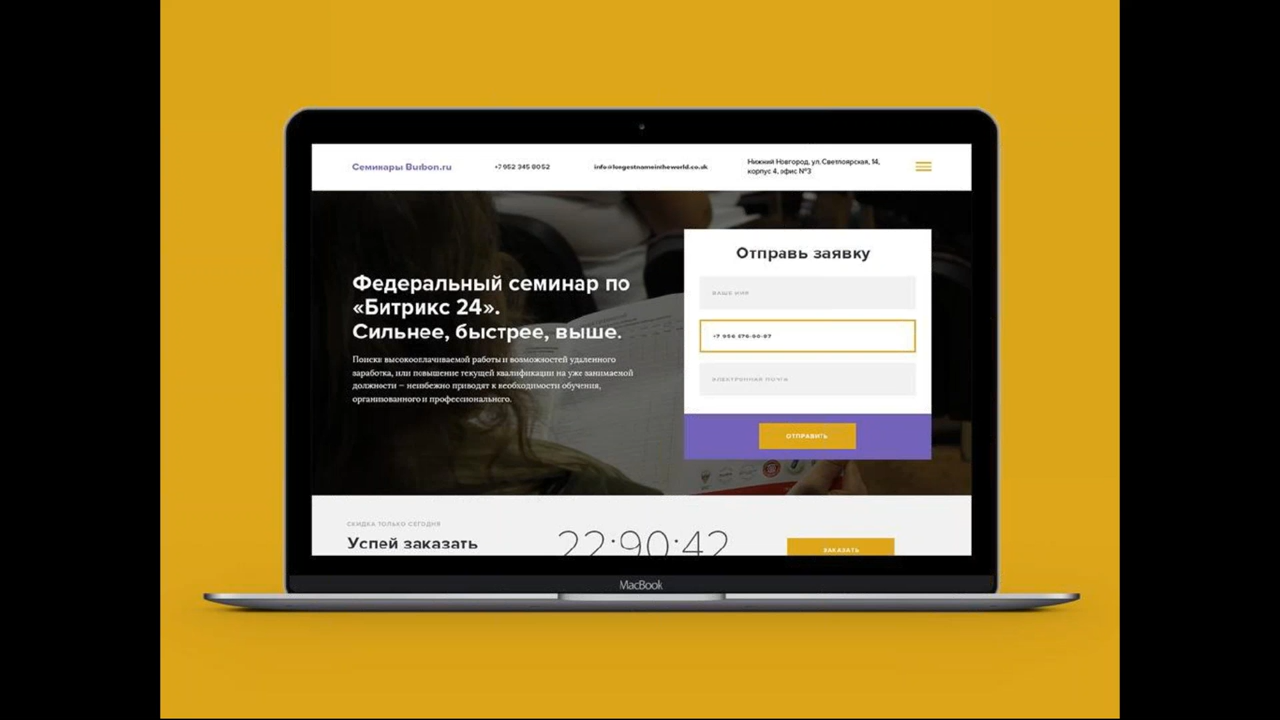 Семинары Burbon.ru
+7 952 345 80 52
info@longestnameintheworld.co.uk
Нижний Новгород, ул. Светлоярская, 14,
корпус 4, офис №3
Отправь заявку
ВАШЕ ИМЯ
+7 956 376-90-87
ЭЛЕКТРОННАЯ ПОЧТА
ОТПРАВИТЬ
Федеральный семинар по
«Битрикс 24».
Сильнее, быстрее, выше.
Поиски высокооплачиваемой работы и возможностей удаленного
заработка, или повышение текущей квалификации на уже занимаемой
должности – неизбежно приводят к необходимости обучения,
организованного и профессионального.
СКИДКА ТОЛЬКО СЕГОДНЯ
Успей заказать
22:90:42
ЗАКАЗАТЬ
MacBook